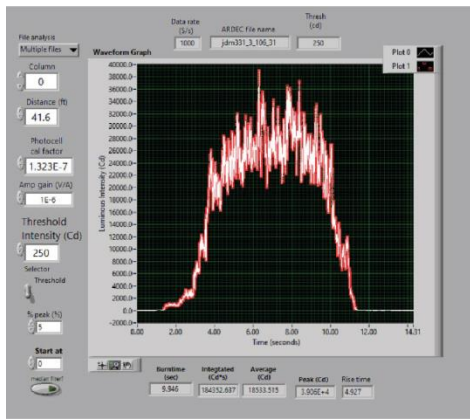 Data rate
(S/s)
1000
ARDEC file name
jdm331_3_106_31
Thresh
(cd)
250
File analysis
Multiple files
Column
0
Distance (ft)
41.6
Photocell
cal factor
1.323E-7
Amp gain (V/A)
1E-6
Threshold
Intensity (Cd)
250
Selector
Threshold
% peak (%)
5
Start at
0
median filter?
Waveform Graph
Plot 0
Plot 1
Luminous Intensity (Cd)
40000.0-
38000.0-
36000.0-
34000.0-
32000.0-
30000.0-
28000.0-
26000.0-
24000.0-
22000.0-
20000.0-
18000.0-
16000.0-
14000.0-
12000.0-
10000.0-
8000.0-
6000.0-
4000.0-
2000.0-
0.0-
-2000.0-
0.00 2.00 4.00 6.00 8.00 10.00 12.00 14.31
Time (seconds)
Burntime
(sec)
9.946
Integtated
(Cd*s)
184352.637
Average
(Cd)
18533.515
Peak (Cd)
3.906E+4
Rise time
4.927